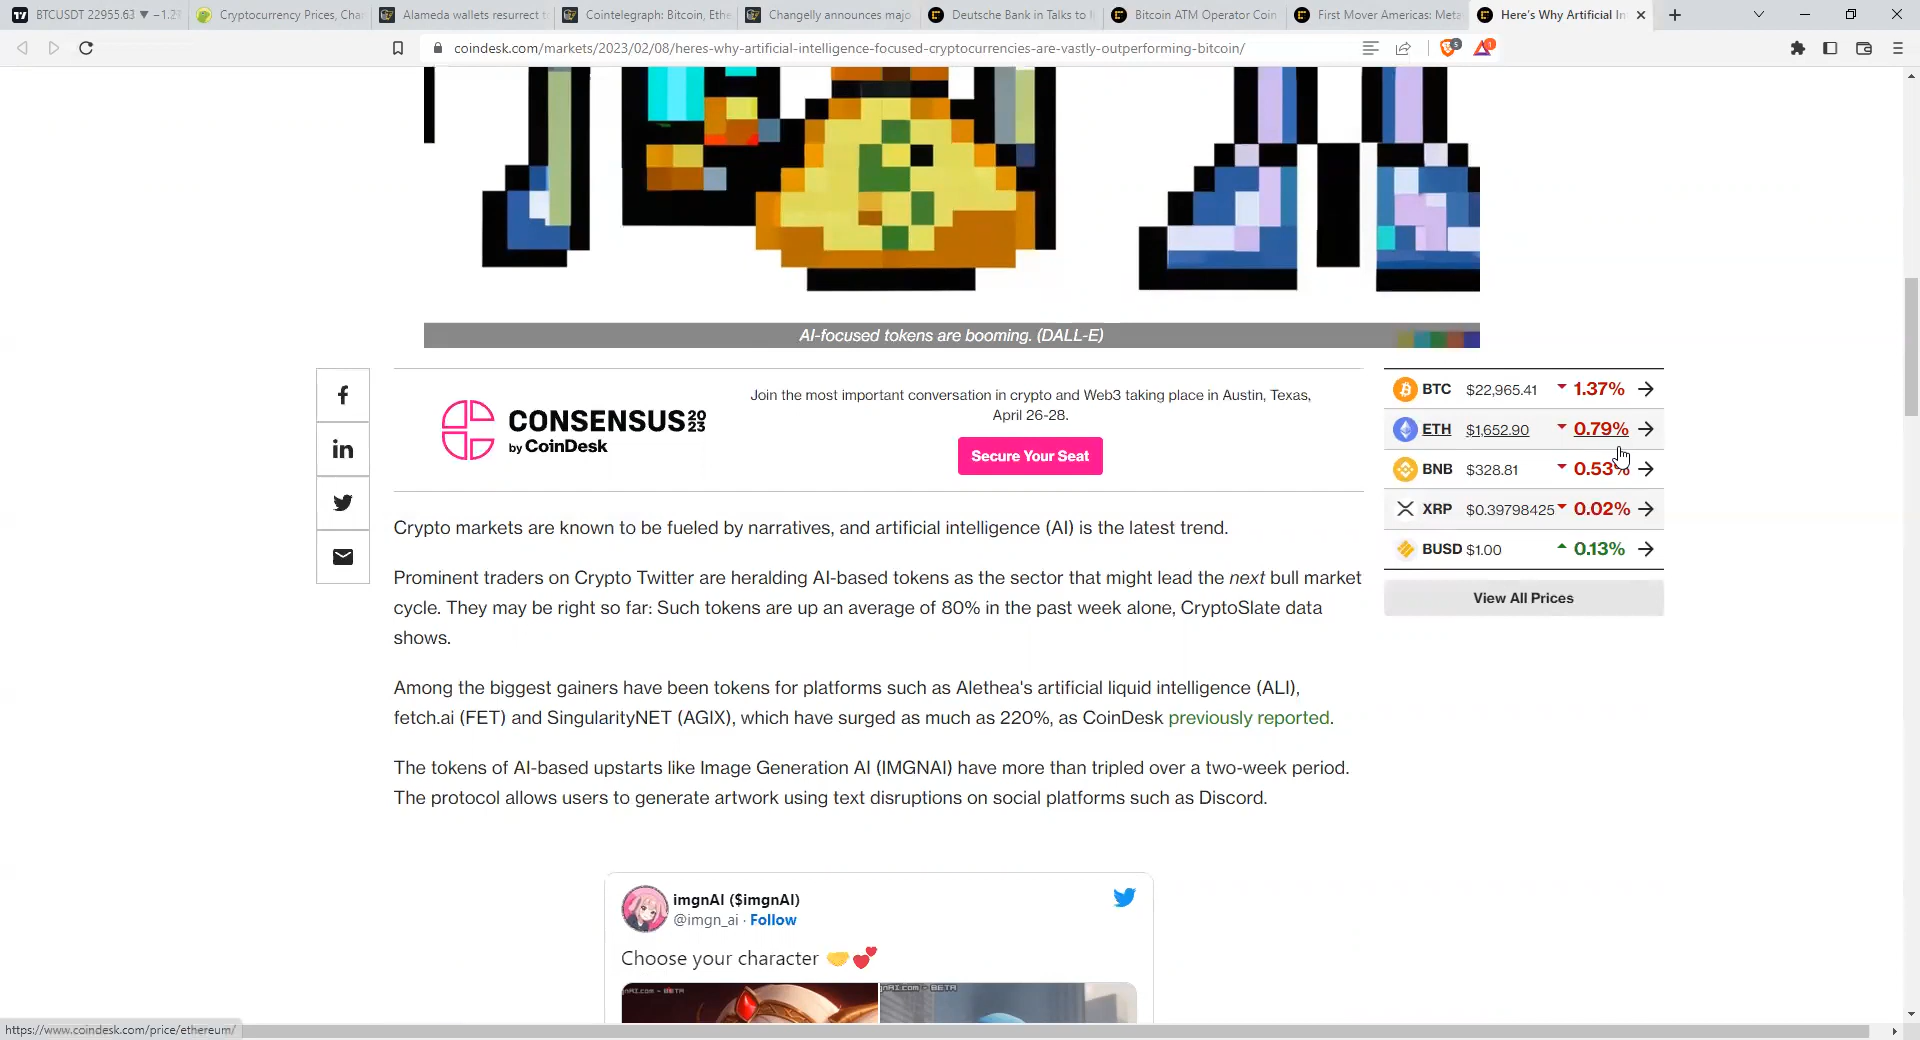 BTCUSDT 22955.63 ▼ −1.2
Cryptocurrency Prices, Cha
Alameda wallets resurrect t
Cointelegraph: Bitcoin, Ethe
Changelly announces majo
Deutsche Bank in Talks to
Bitcoin ATM Operator Coin
First Mover Americas: Meta
Here's Why Artificial In
coindesk.com/markets/2023/02/08/heres-why-artificial-intelligence-focused-cryptocurrencies-are-vastly-outperforming-bitcoin/
AI-focused tokens are booming. (DALL-E)
CONSENSUS 2023
by CoinDesk
Join the most important conversation in crypto and Web3 taking place in Austin, Texas,
April 26-28.
Secure Your Seat
BTC $22,965.41 1.37%
ETH $1,652.90 0.79%
BNB $328.81 0.53%
XRP $0.39798425 0.02%
BUSD $1.00 0.13%
View All Prices
Crypto markets are known to be fueled by narratives, and artificial intelligence (AI) is the latest trend.
Prominent traders on Crypto Twitter are heralding AI-based tokens as the sector that might lead the next bull market
cycle. They may be right so far: Such tokens are up an average of 80% in the past week alone, CryptoSlate data
shows.
Among the biggest gainers have been tokens for platforms such as Alethea's artificial liquid intelligence (ALI),
fetch.ai (FET) and SingularityNET (AGIX), which have surged as much as 220%, as CoinDesk previously reported.
The tokens of AI-based upstarts like Image Generation AI (IMGNAI) have more than tripled over a two-week period.
The protocol allows users to generate artwork using text disruptions on social platforms such as Discord.
imgnAI ($imgnAI)
@imgn_ai · Follow
Choose your character 🤝💕
gnAI.com - BETA
gnAI.com - BETA
https://www.coindesk.com/price/ethereum/